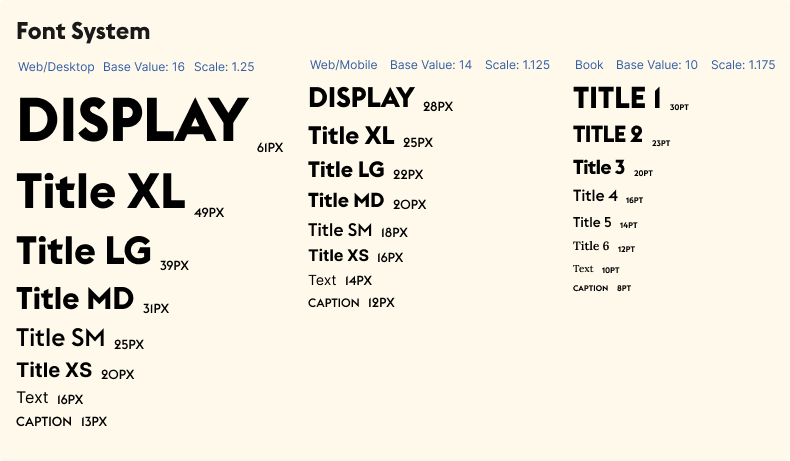 Font System
Web/Desktop Base Value: 16 Scale: 1.25
DISPLAY 61PX
Title XL 49PX
Title LG 39PX
Title MD 31PX
Title SM 25PX
Title XS 20PX
Text 16PX
CAPTION 13PX
Web/Mobile Base Value: 14 Scale: 1.125
DISPLAY 28PX
Title XL 25PX
Title LG 22PX
Title MD 20PX
Title SM 18PX
Title XS 16PX
Text 14PX
CAPTION 12PX
Book Base Value: 10 Scale: 1.175
TITLE 1 30PT
TITLE 2 23PT
Title 3 20PT
Title 4 16PT
Title 5 14PT
Title 6 12PT
Text 10PT
CAPTION 8PT